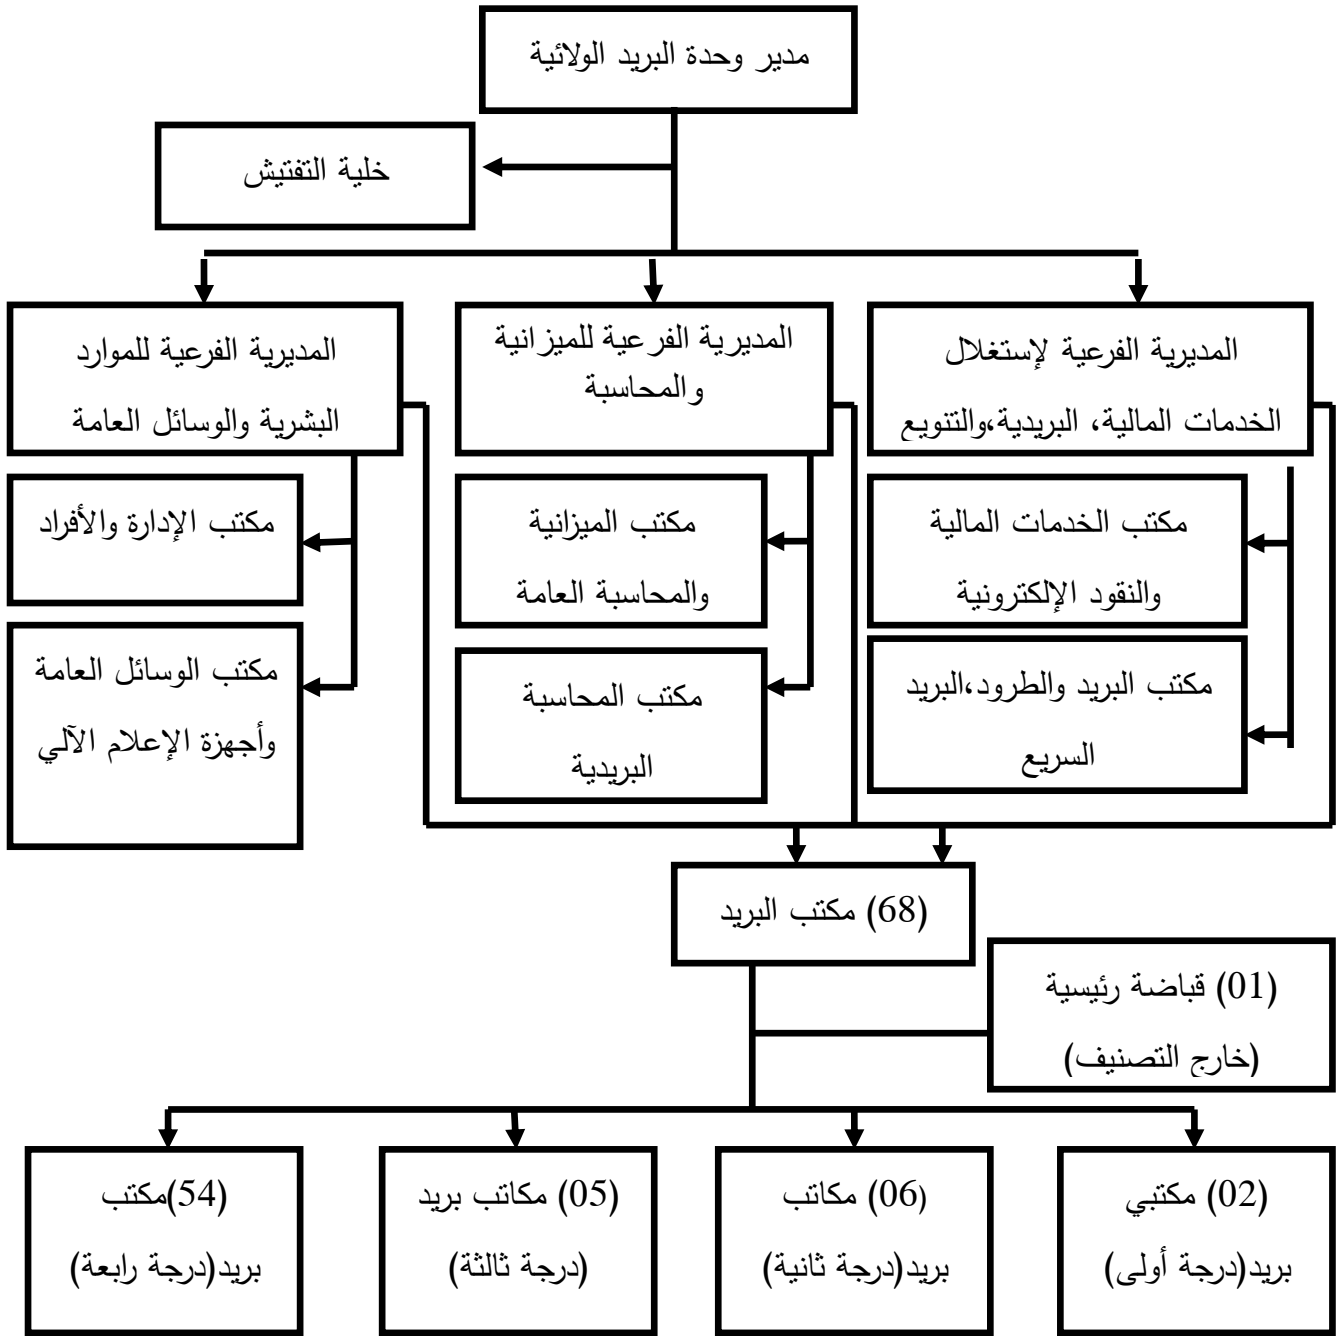 مدير وحدة البريد الولائية
خلية التفتيش
المديرية الفرعية لإستغلال
الخدمات المالية، البريدية،والتنويع
المديرية الفرعية للميزانية
والمحاسبة
المديرية الفرعية للموارد
البشرية والوسائل العامة
مكتب الخدمات المالية
والنقود الإلكترونية
مكتب البريد والطرود،البريد
السريع
مكتب الميزانية
والمحاسبة العامة
مكتب المحاسبة
البريدية
مكتب الإدارة والأفراد
مكتب الوسائل العامة
وأجهزة الإعلام الآلي
(68) مكتب البريد
(01) قباضة رئيسية
(خارج التصنيف)
(02) مكتبي
بريد(درجة أولى)
(06) مكاتب
بريد(درجة ثانية)
(05) مكاتب بريد
(درجة ثالثة)
(54)مكتب
بريد(درجة رابعة)